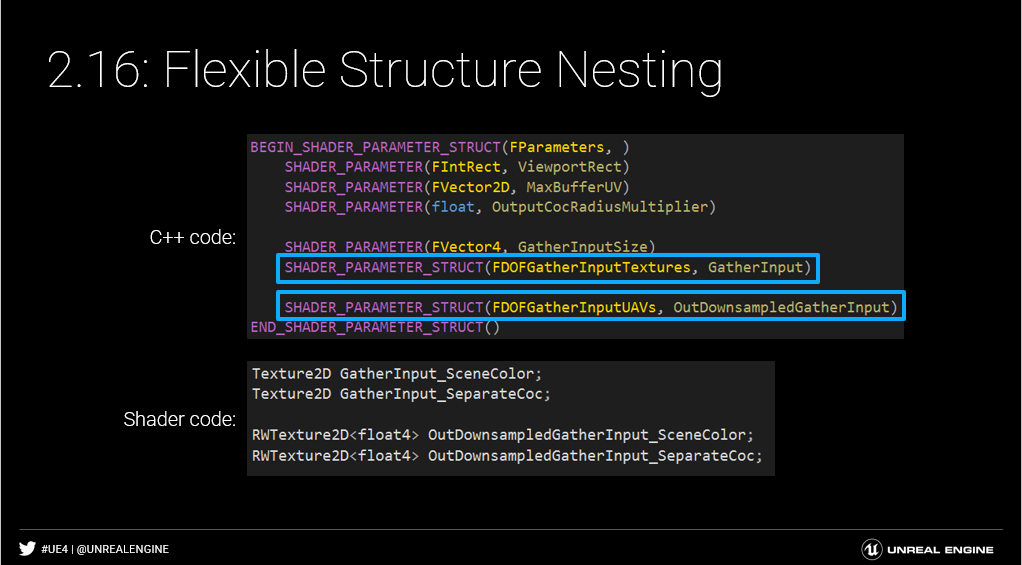 2.16: Flexible Structure Nesting
C++ code:
BEGIN_SHADER_PARAMETER_STRUCT(FParameters, )
SHADER_PARAMETER(FIntRect, ViewportRect)
SHADER_PARAMETER(FVector2D, MaxBufferUV)
SHADER_PARAMETER(float, OutputCocRadiusMultiplier)
SHADER_PARAMETER(FVector4, GatherInputSize)
SHADER_PARAMETER_STRUCT(FDOFGatherInputTextures, GatherInput)
SHADER_PARAMETER_STRUCT(FDOFGatherInputUAVs, OutDownsampledGatherInput)
END_SHADER_PARAMETER_STRUCT()
Shader code:
Texture2D GatherInput_SceneColor;
Texture2D GatherInput_SeparateCoc;
RWTexture2D<float4> OutDownsampledGatherInput_SceneColor;
RWTexture2D<float4> OutDownsampledGatherInput_SeparateCoc;
#UE4 | @UNREALENGINE
UNREAL ENGINE